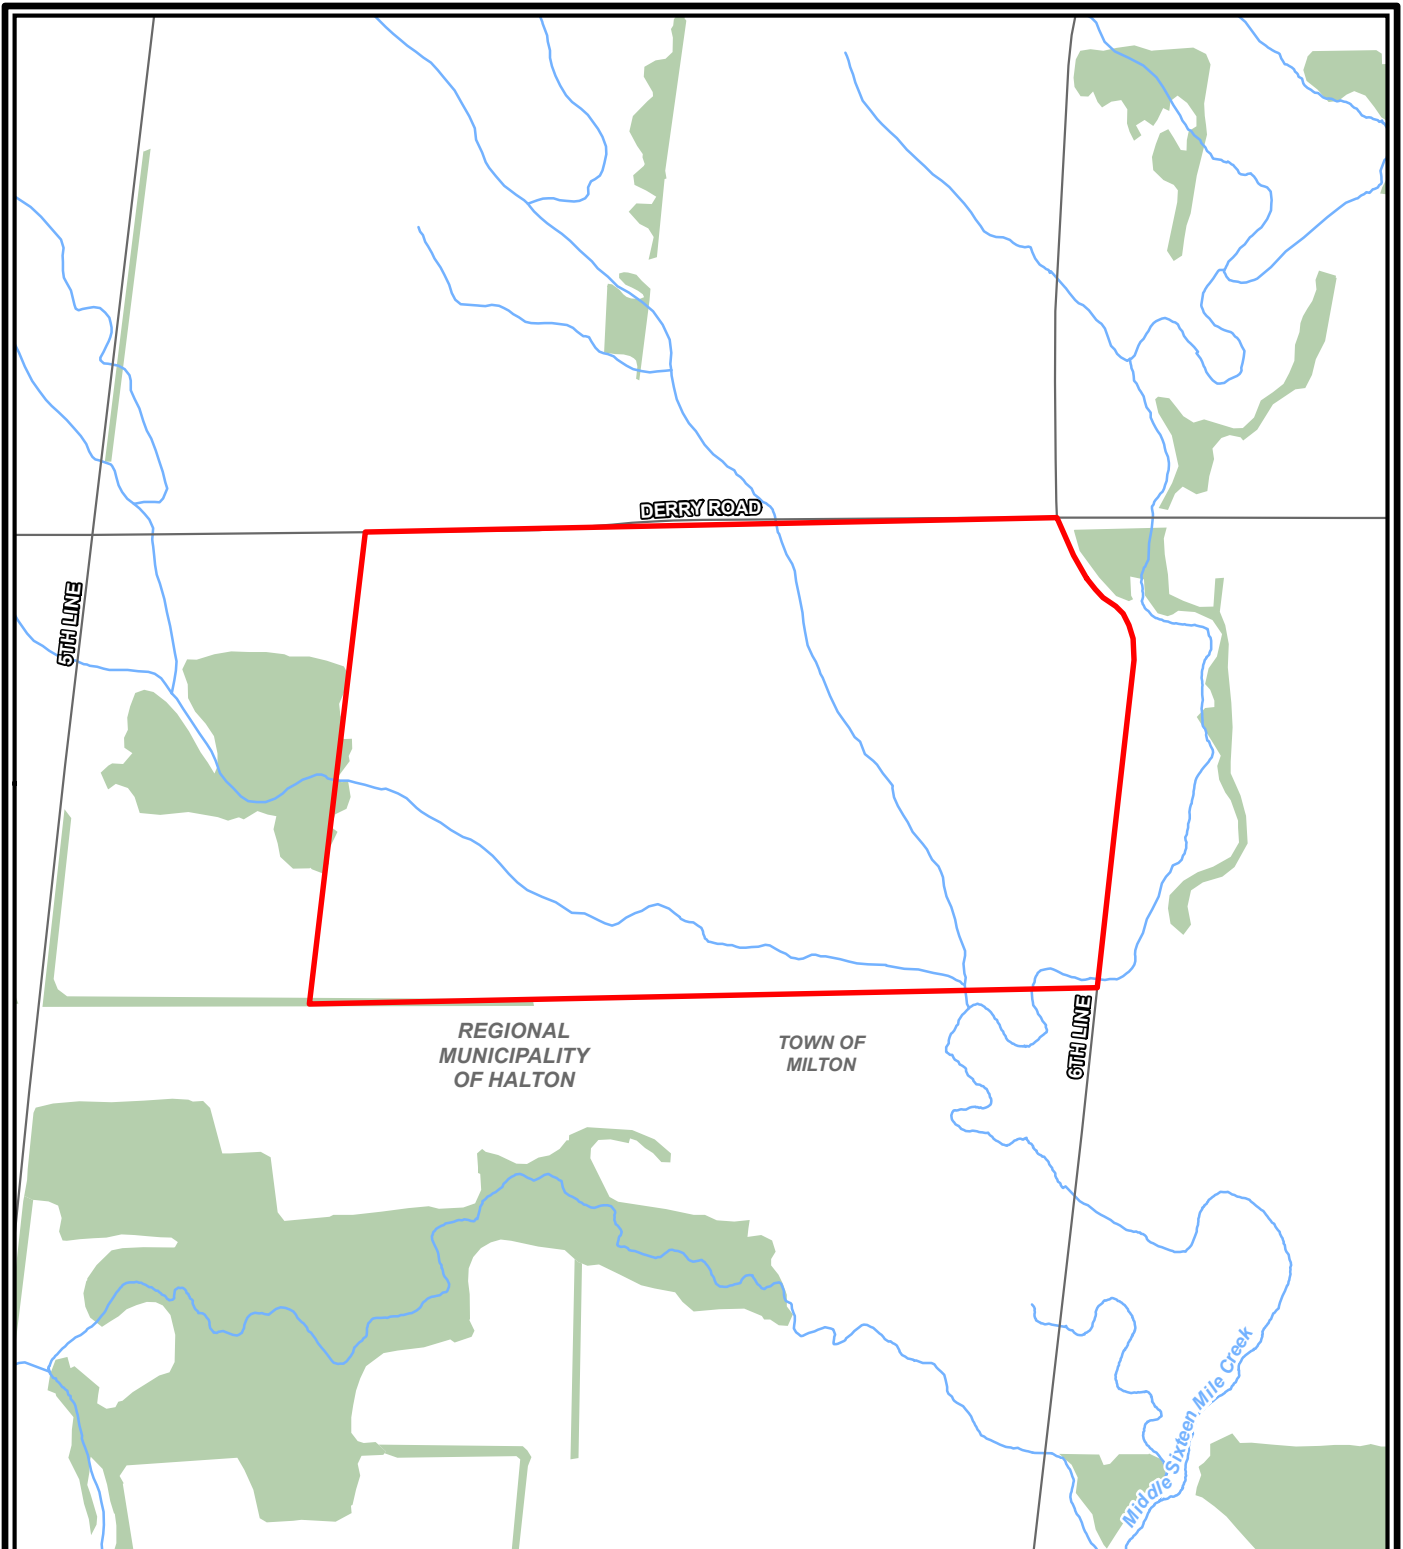 DERRY ROAD
5TH LINE
6TH LINE
REGIONAL
MUNICIPALITY
OF HALTON
TOWN OF
MILTON
Middle Sixteen Mile Creek